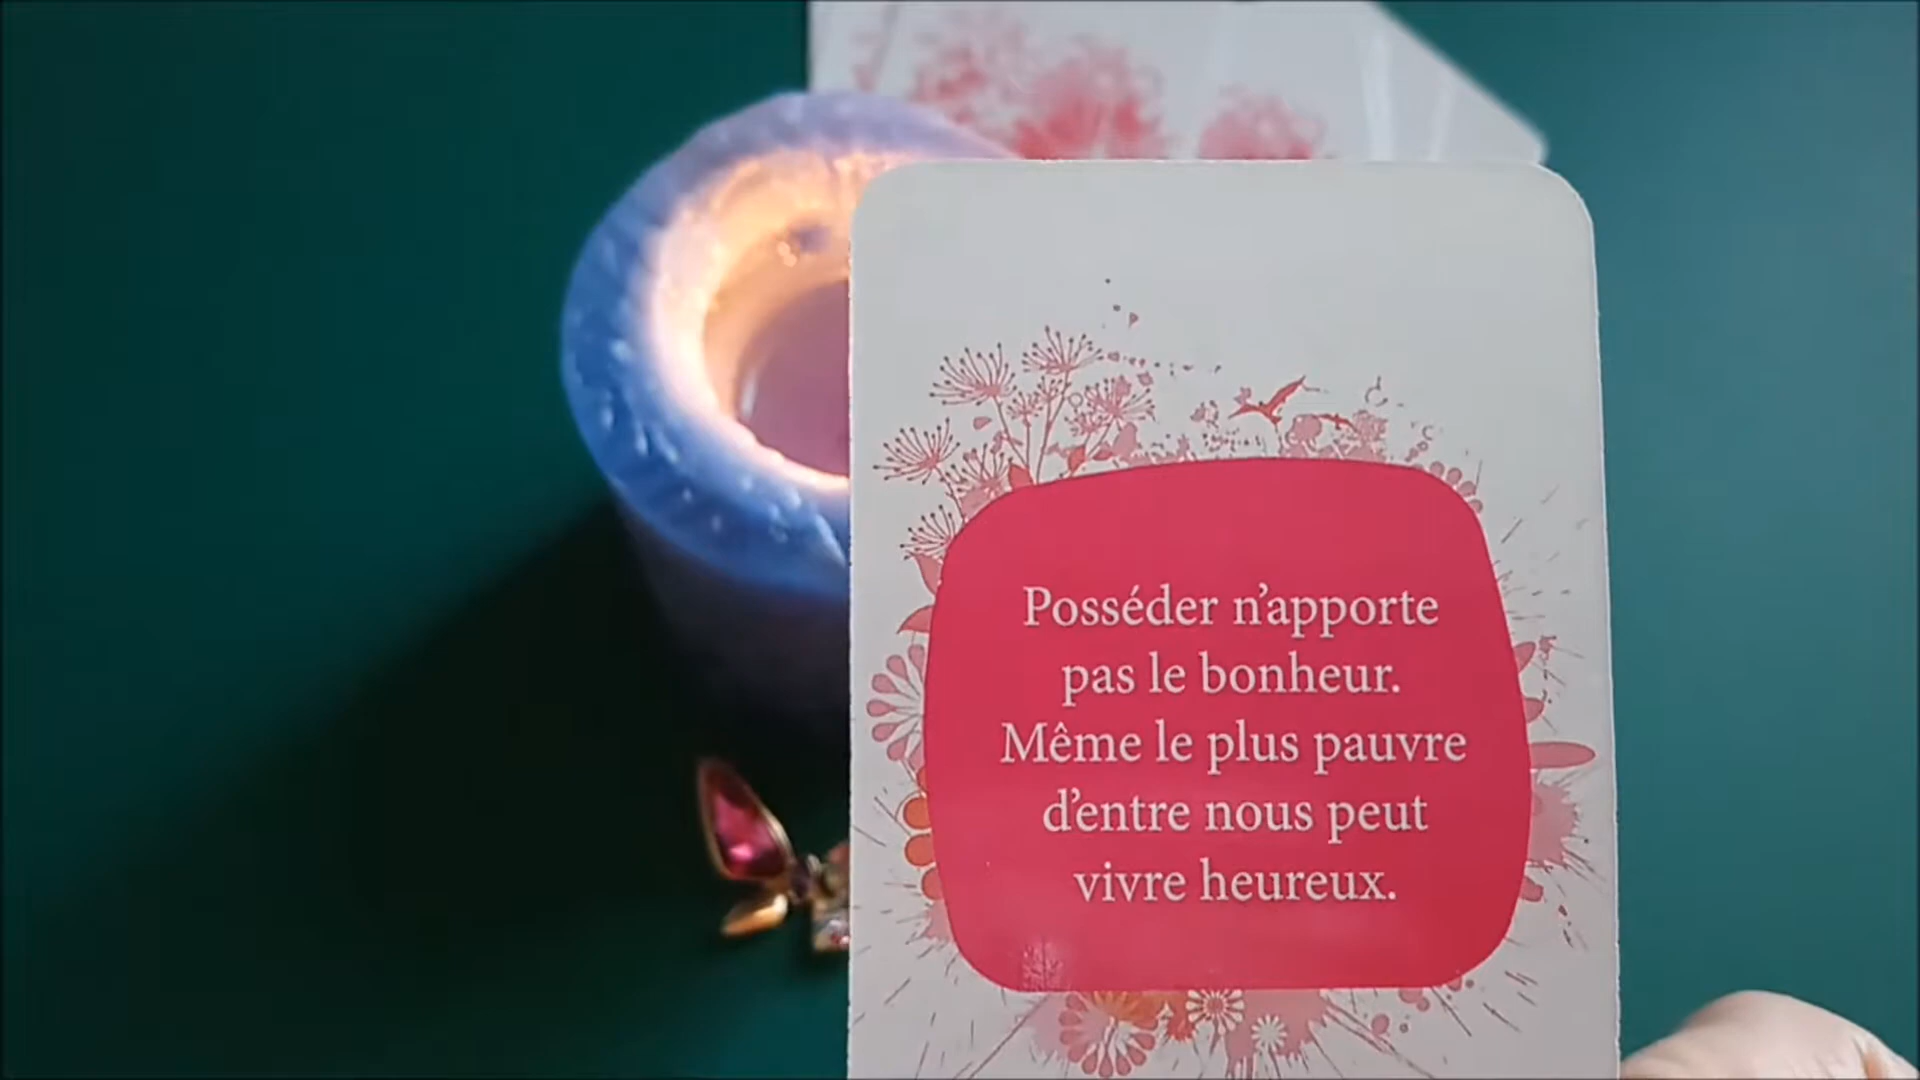 Posséder n'apporte
pas le bonheur.
Même le plus pauvre
d'entre nous peut
vivre heureux.